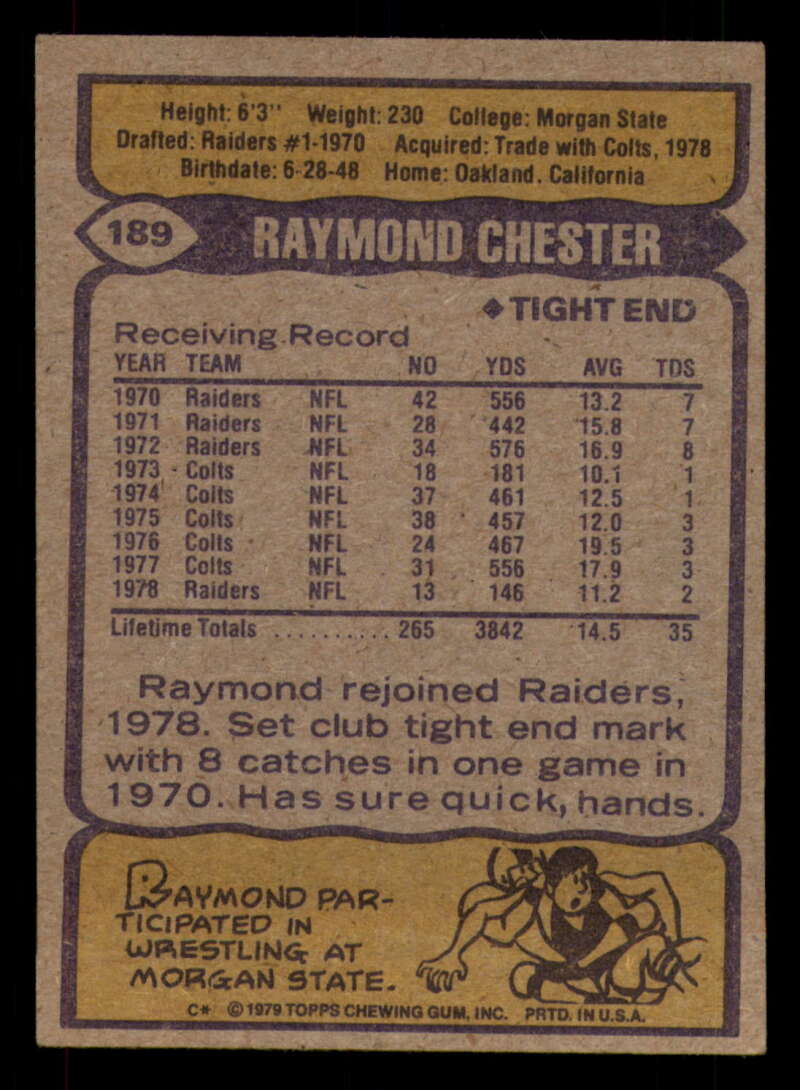 Height: 6'3" Weight: 230 College: Morgan State
Drafted: Raiders #1-1970 Acquired: Trade with Colts, 1978
Birthdate: 6-28-48 Home: Oakland. California
189 RAYMOND CHESTER
TIGHT END
Receiving Record
YEAR TEAM NO YDS AVG TDS
1970 Raiders NFL 42 556 13.2 7
1971 Raiders NFL 28 442 15.8 7
1972 Raiders NFL 34 576 16.9 8
1973 Colts NFL 18 181 10.1 1
1974 Colts NFL 37 461 12.5 1
1975 Colts NFL 38 457 12.0 3
1976 Colts NFL 24 467 19.5 3
1977 Colts NFL 31 556 17.9 3
1978 Raiders NFL 13 146 11.2 2
Lifetime Totals .......... 265 3842 14.5 35
Raymond rejoined Raiders,
1978. Set club tight end mark
with 8 catches in one game in
1970. Has sure quick, hands.
RAYMOND PAR-
TICIPATED IN
WRESTLING AT
MORGAN STATE.
C* © 1979 TOPPS CHEWING GUM, INC. PRTD. IN U.S.A.